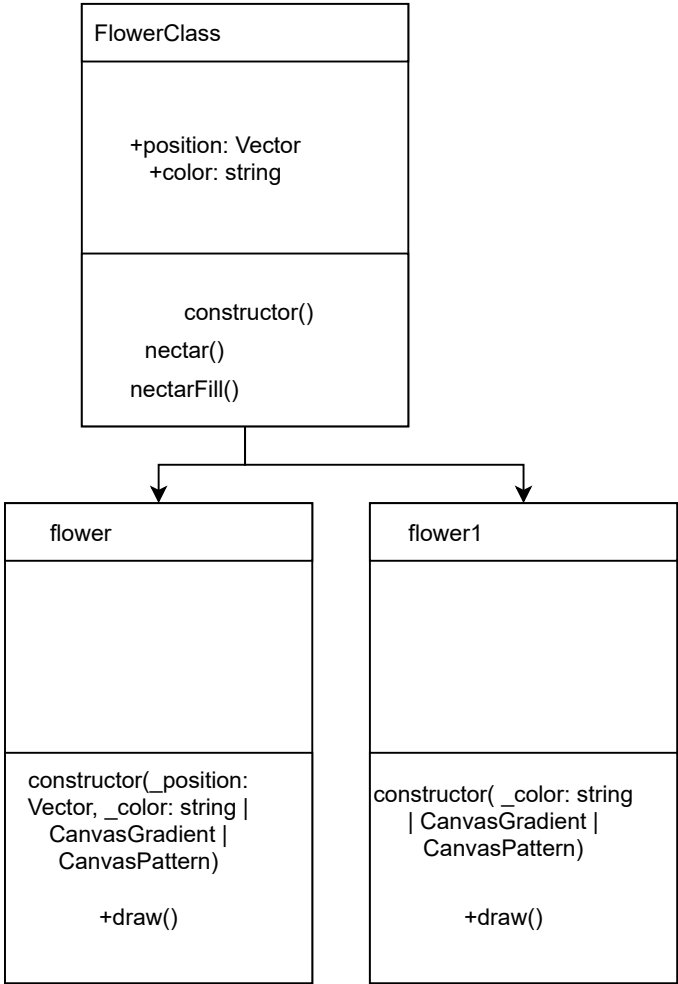 FlowerClass
+position: Vector
+color: string
constructor()
nectar()
nectarFill()
flower
constructor(_position:
Vector, _color: string |
CanvasGradient |
CanvasPattern)
+draw()
flower1
constructor( _color: string
| CanvasGradient |
CanvasPattern)
+draw()